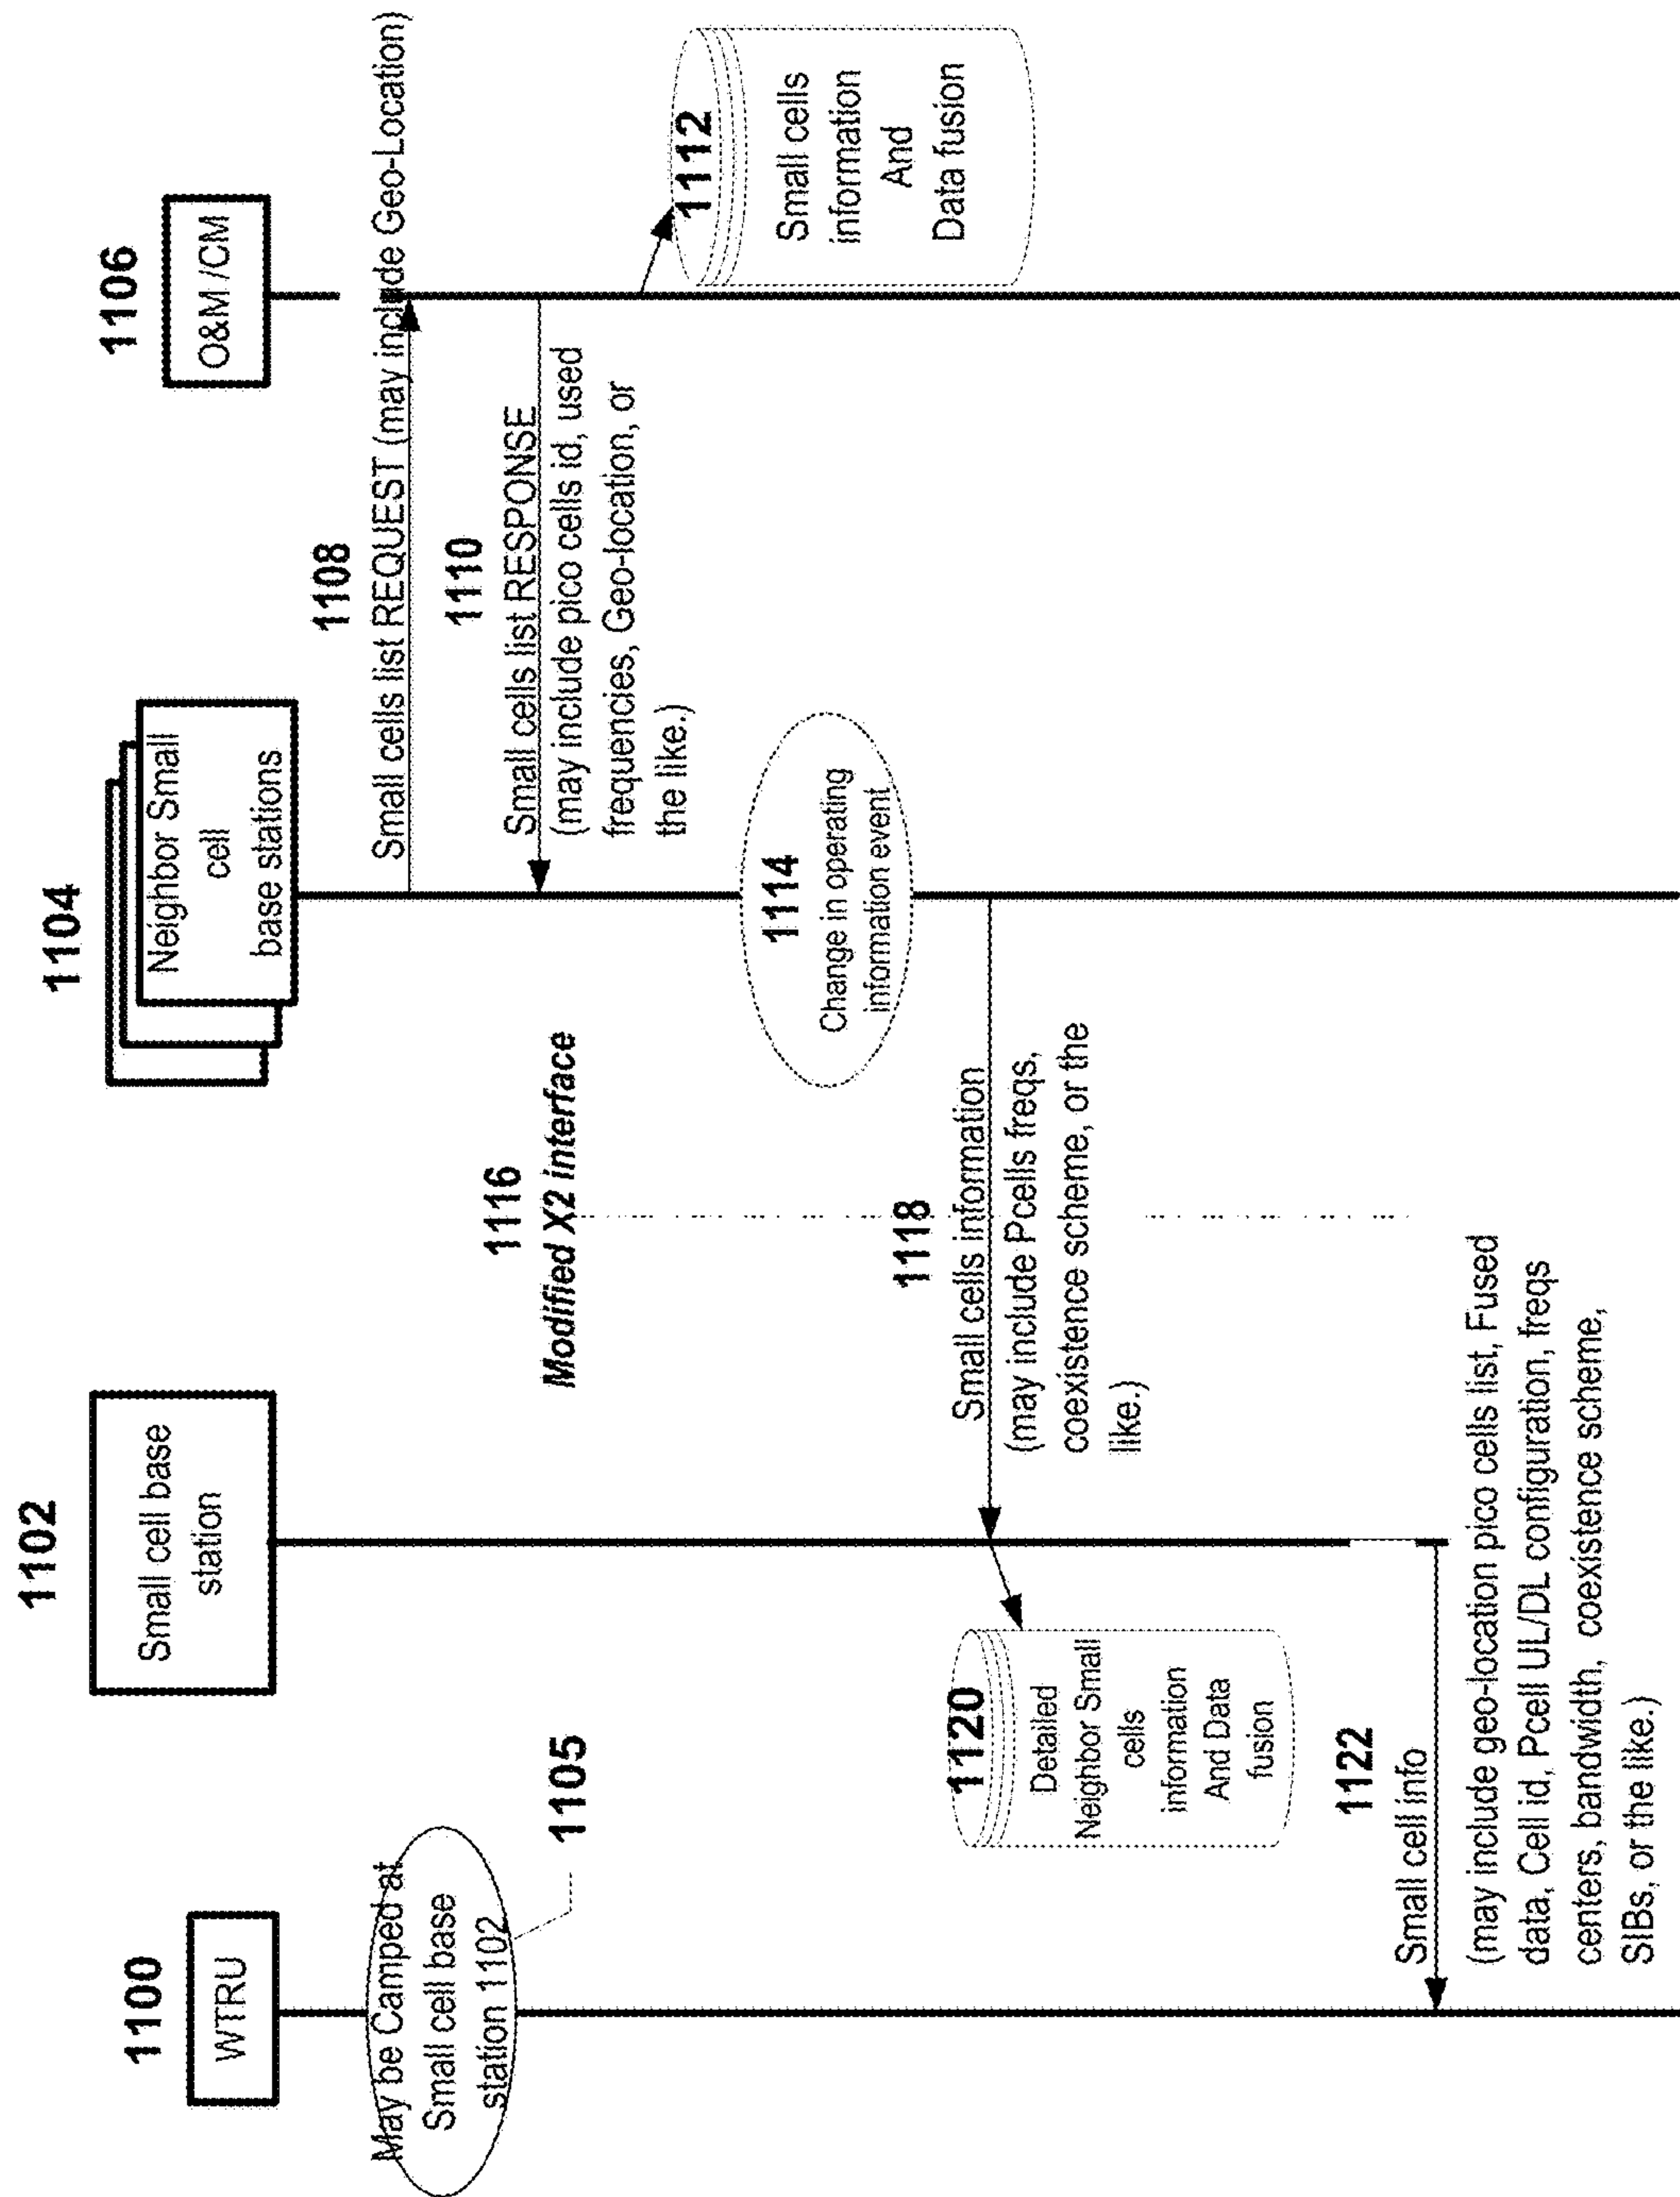 1100
WTRU
May be Camped at
Small cell base
station 1102
1105
1102
Small cell base
station
1104
Neighbor Small
cell
base stations
1106
O&M /CM
1108
Small cells list REQUEST (may include Geo-Location)
1110
Small cells list RESPONSE
(may include pico cells id, used
frequencies, Geo-location, or
the like.)
1112
Small cells
information
And
Data fusion
1114
Change in operating
information event
1116
Modified X2 interface
1118
Small cells information
(may include Pcells freqs,
coexistence scheme, or the
like.)
1120
Detailed
Neighbor Small
cells
information
And Data
fusion
1122
Small cell info
(may include geo-location pico cells list, Fused
data, Cell id, Pcell UL/DL configuration, freqs
centers, bandwidth, coexistence scheme,
SIBs, or the like.)